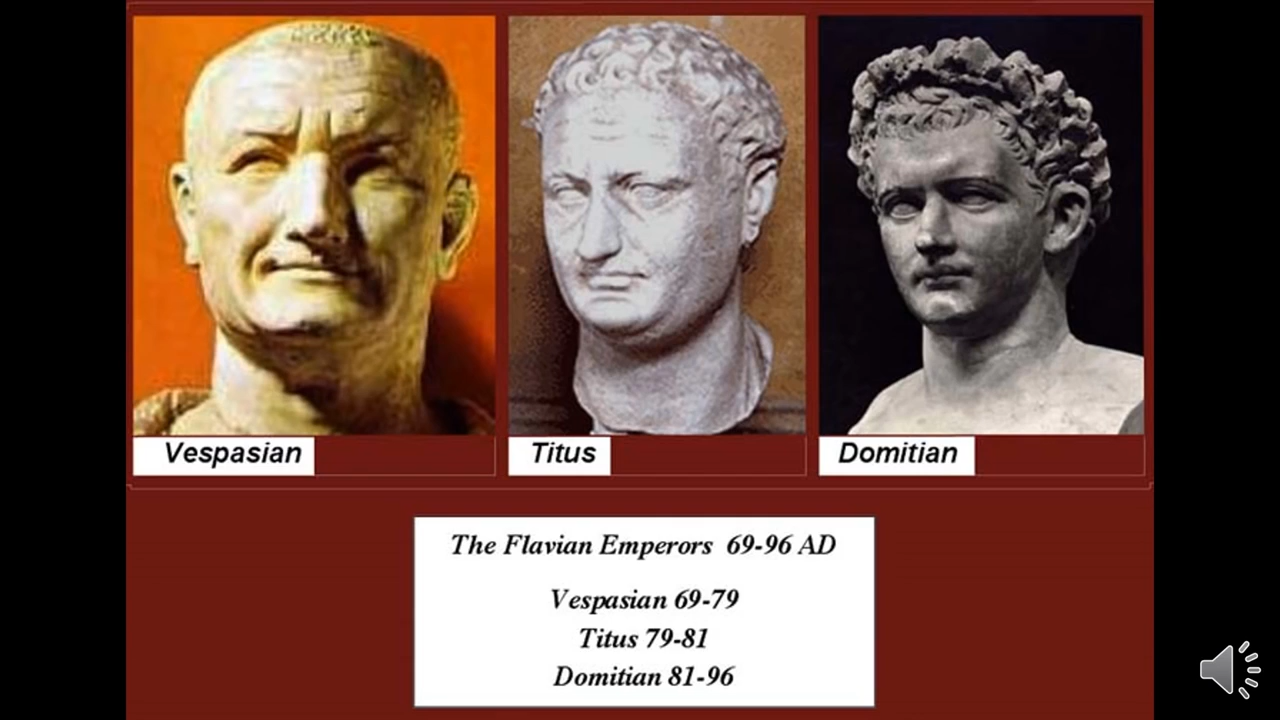 Vespasian
Titus
Domitian
The Flavian Emperors 69-96 AD
Vespasian 69-79
Titus 79-81
Domitian 81-96